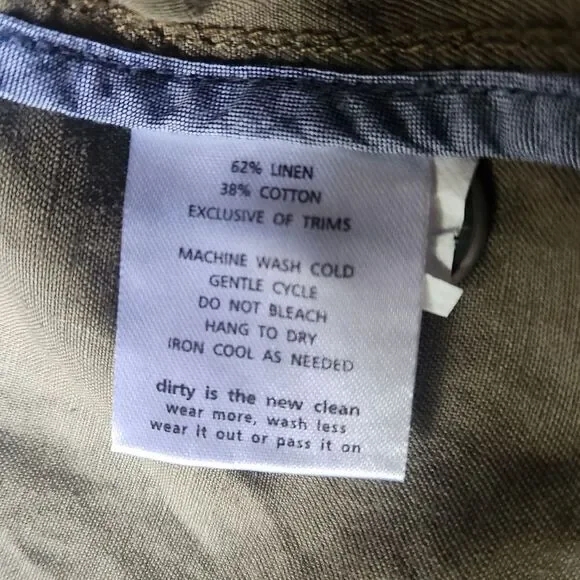 62% LINEN
38% COTTON
EXCLUSIVE OF TRIMS
MACHINE WASH COLD
GENTLE CYCLE
DO NOT BLEACH
HANG TO DRY
IRON COOL AS NEEDED
dirty is the new clean
wear more, wash less
wear it out or pass it on